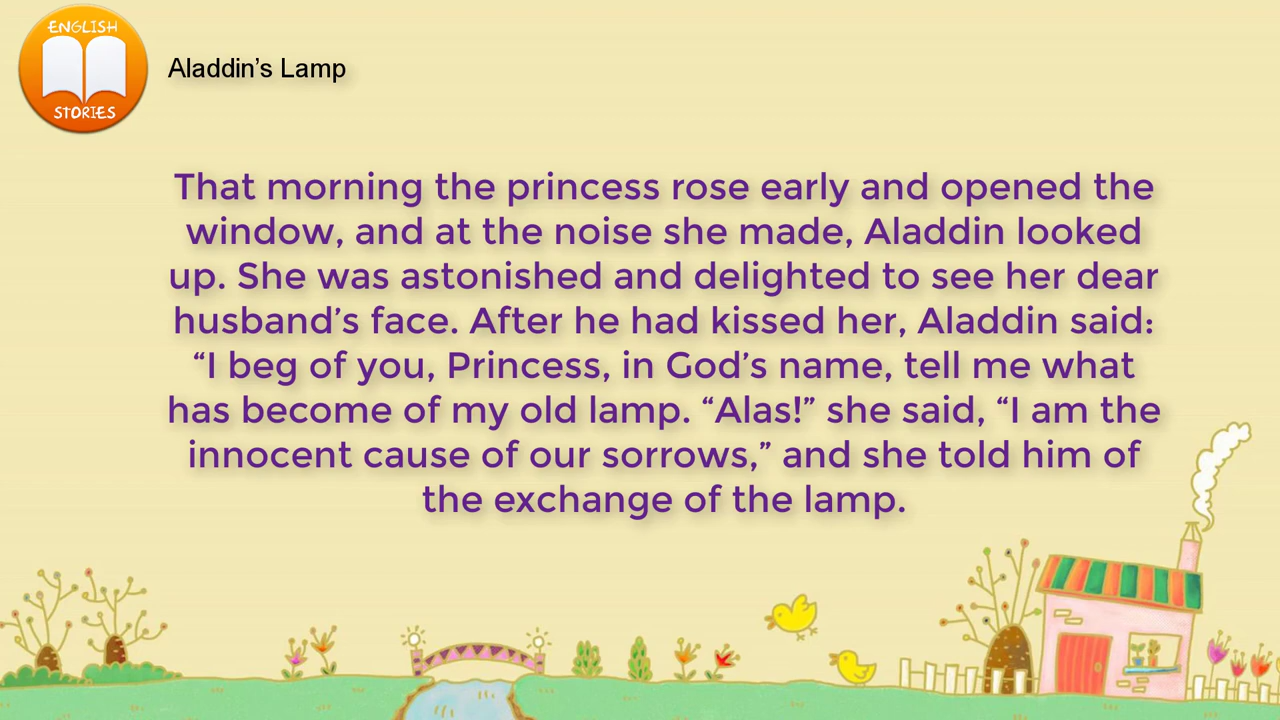 ENGLISH
STORIES
Aladdin’s Lamp
That morning the princess rose early and opened the
window, and at the noise she made, Aladdin looked
up. She was astonished and delighted to see her dear
husband’s face. After he had kissed her, Aladdin said:
“I beg of you, Princess, in God’s name, tell me what
has become of my old lamp. “Alas!” she said, “I am the
innocent cause of our sorrows,” and she told him of
the exchange of the lamp.